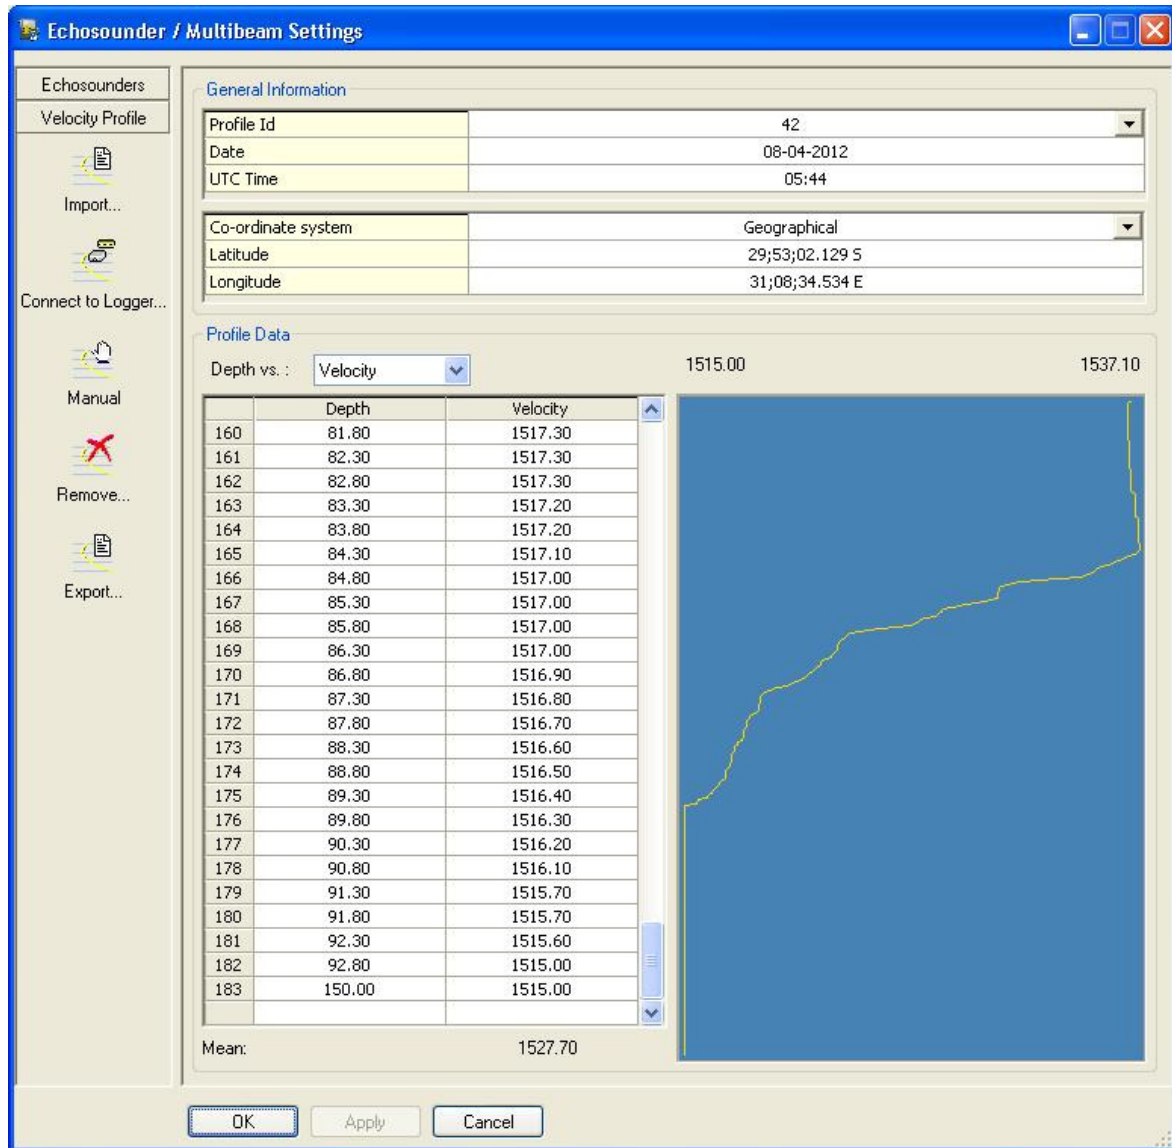 Echosounder / Multibeam Settings
Echosounders
Velocity Profile
Import...
Connect to Logger...
Manual
Remove...
Export...
General Information
Profile Id 42
Date 08-04-2012
UTC Time 05:44
Co-ordinate system Geographical
Latitude 29;53;02.129 S
Longitude 31;08;34.534 E
Profile Data
Depth vs. : Velocity 1515.00 1537.10
Depth Velocity
160 81.80 1517.30
161 82.30 1517.30
162 82.80 1517.30
163 83.30 1517.20
164 83.80 1517.20
165 84.30 1517.10
166 84.80 1517.00
167 85.30 1517.00
168 85.80 1517.00
169 86.30 1517.00
170 86.80 1516.90
171 87.30 1516.80
172 87.80 1516.70
173 88.30 1516.60
174 88.80 1516.50
175 89.30 1516.40
176 89.80 1516.30
177 90.30 1516.20
178 90.80 1516.10
179 91.30 1515.70
180 91.80 1515.70
181 92.30 1515.60
182 92.80 1515.00
183 150.00 1515.00
Mean: 1527.70
OK Apply Cancel